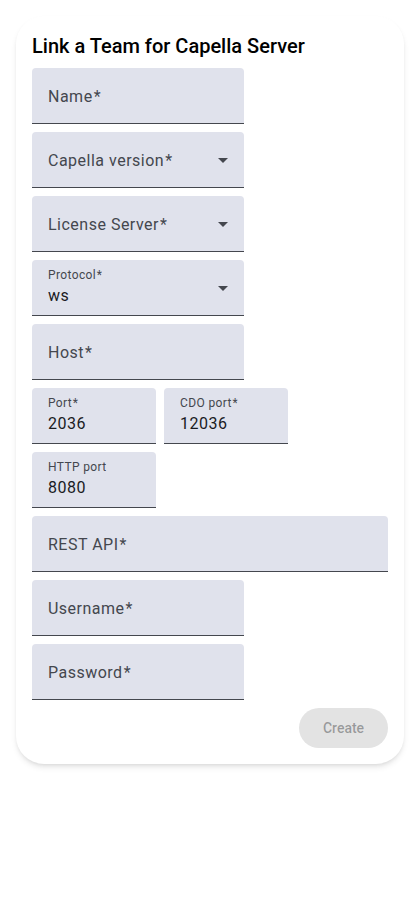 Link a Team for Capella Server
Name*
Capella version*
License Server*
Protocol*
ws
Host*
Port*
2036
CDO port*
12036
HTTP port
8080
REST API*
Username*
Password*
Create